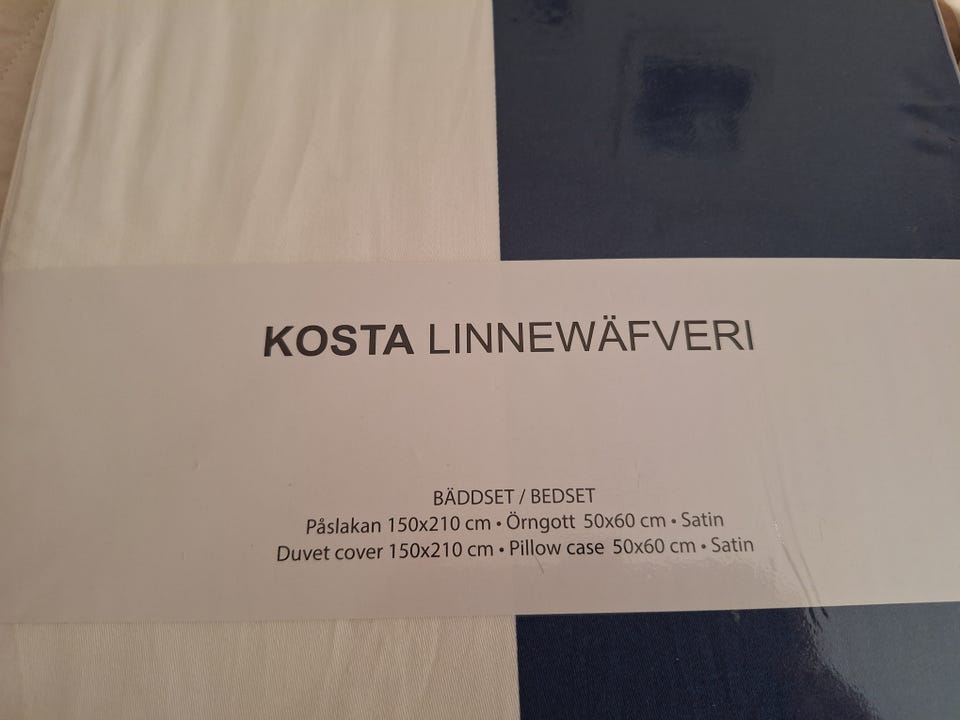 KOSTA LINNEWÄFVERI
BÄDDSET / BEDSET
Påslakan 150x210 cm • Örngott 50x60 cm • Satin
Duvet cover 150x210 cm • Pillow case 50x60 cm • Satin